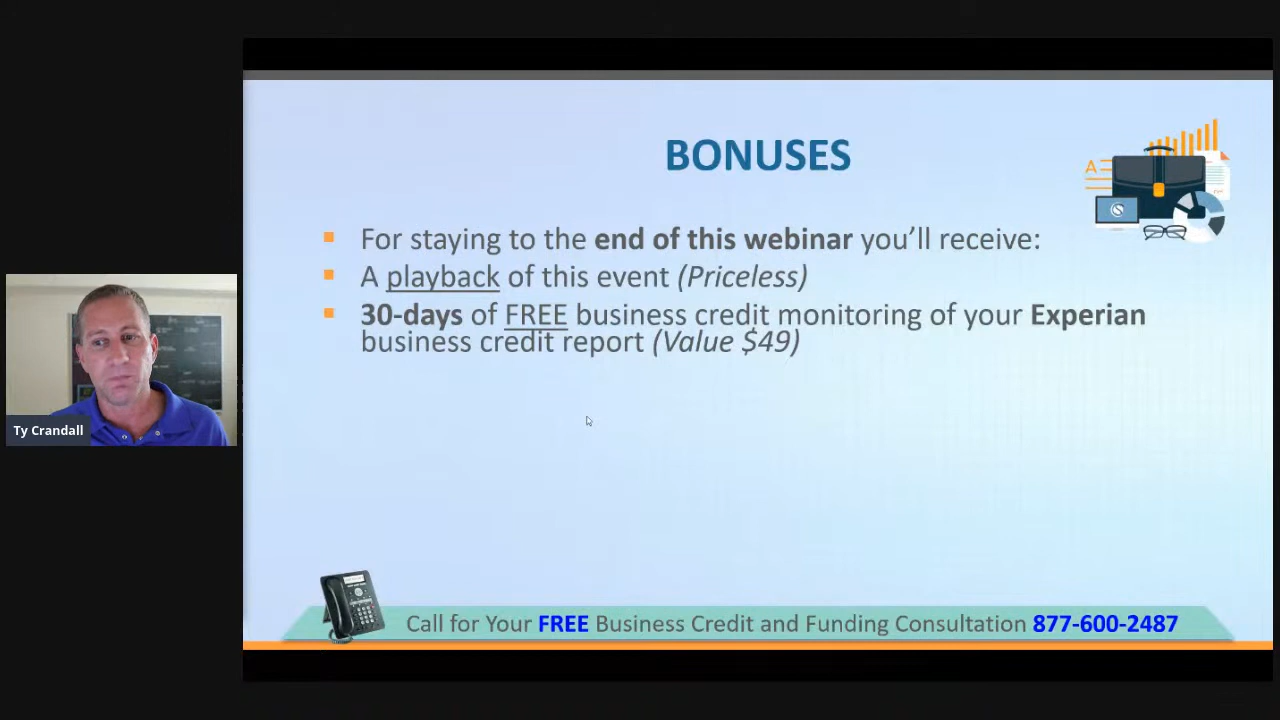 BONUSES
A
For staying to the end of this webinar you’ll receive:
A playback of this event (Priceless)
30-days of FREE business credit monitoring of your Experian
business credit report (Value $49)
Ty Crandall
Call for Your FREE Business Credit and Funding Consultation 877-600-2487